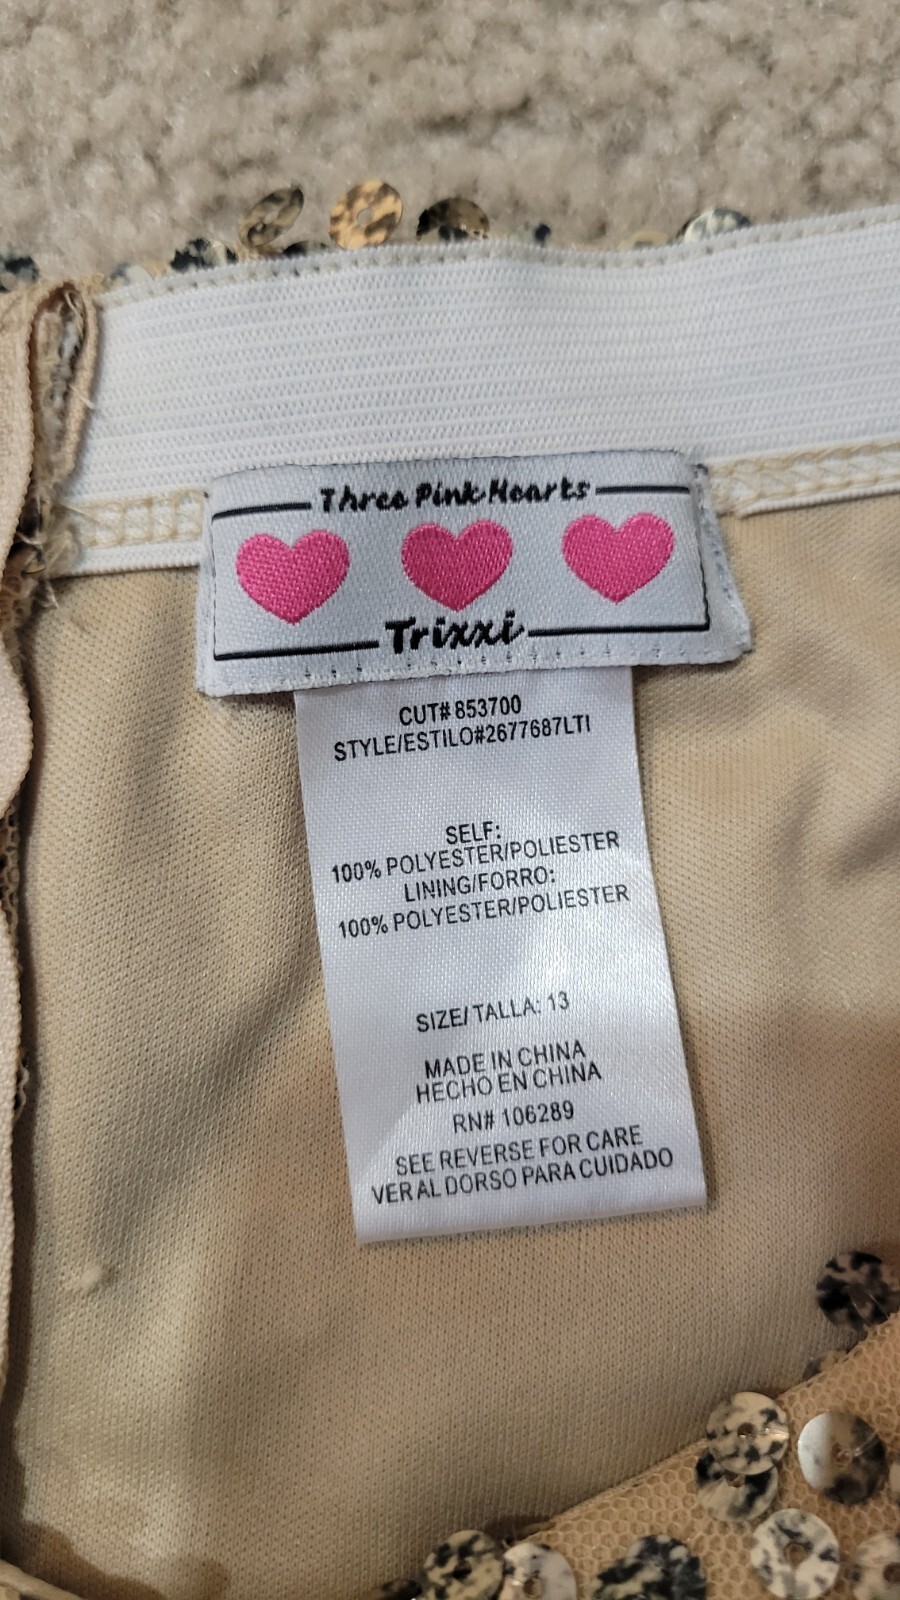 Three Pink Hearts
Trixxi
CUT# 853700
STYLE/ESTILO#2677687LTI
SELF:
100% POLYESTER/POLIESTER
LINING/FORRO:
100% POLYESTER/POLIESTER
SIZE/TALLA: 13
MADE IN CHINA
HECHO EN CHINA
RN# 106289
SEE REVERSE FOR CARE
VER AL DORSO PARA CUIDADO